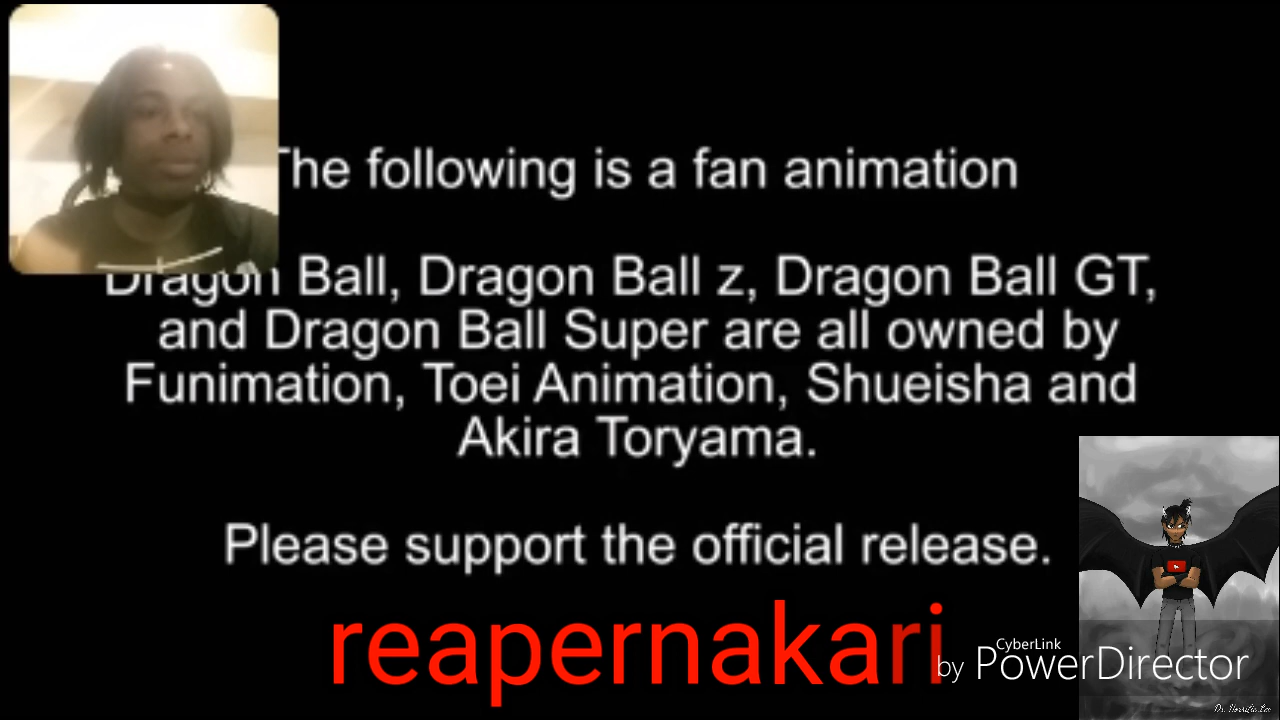 The following is a fan animation
Dragon Ball, Dragon Ball z, Dragon Ball GT,
and Dragon Ball Super are all owned by
Funimation, Toei Animation, Shueisha and
Akira Toryama.
Please support the official release.
reapernakari
CyberLink
by PowerDirector